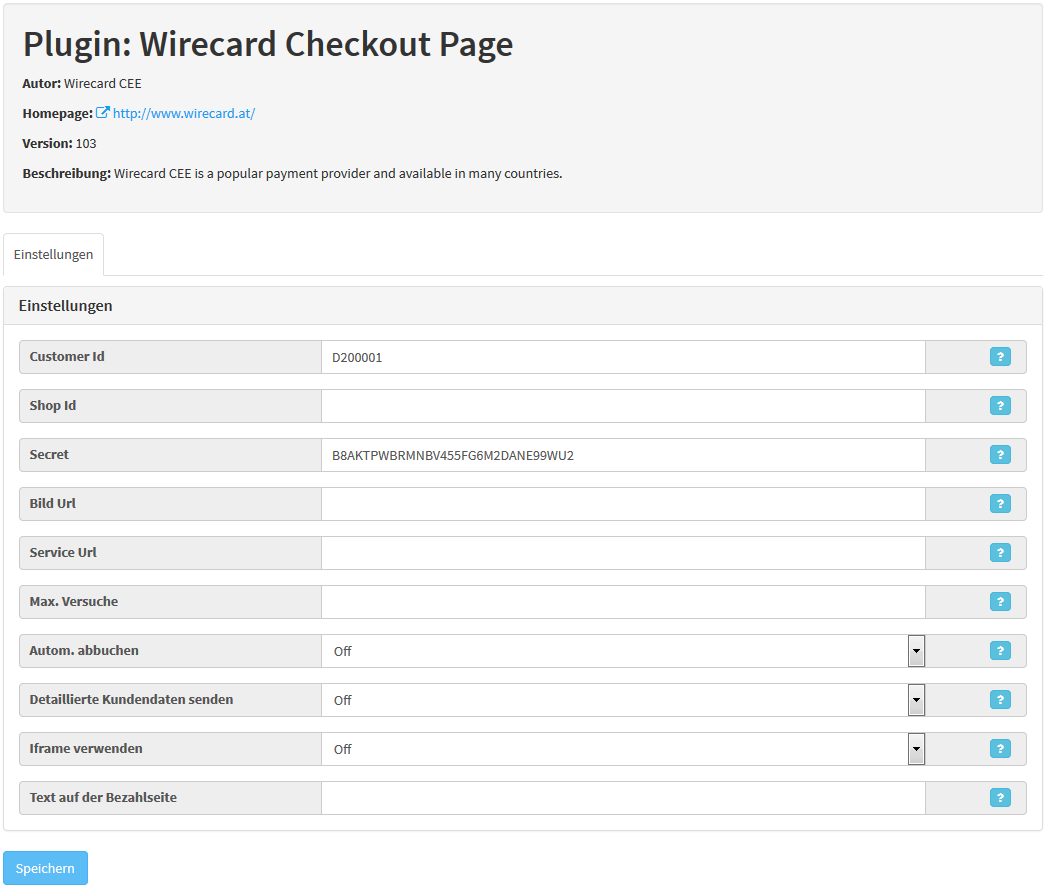 Plugin: Wirecard Checkout Page
Autor: Wirecard CEE
Homepage: http://www.wirecard.at/
Version: 103
Beschreibung: Wirecard CEE is a popular payment provider and available in many countries.
Einstellungen
Einstellungen
Customer Id D200001 ?
Shop Id ?
Secret B8AKTPWBRMNBV455FG6M2DANE99WU2 ?
Bild Url ?
Service Url ?
Max. Versuche ?
Autom. abbuchen Off ?
Detaillierte Kundendaten senden Off ?
Iframe verwenden Off ?
Text auf der Bezahlseite ?
Speichern